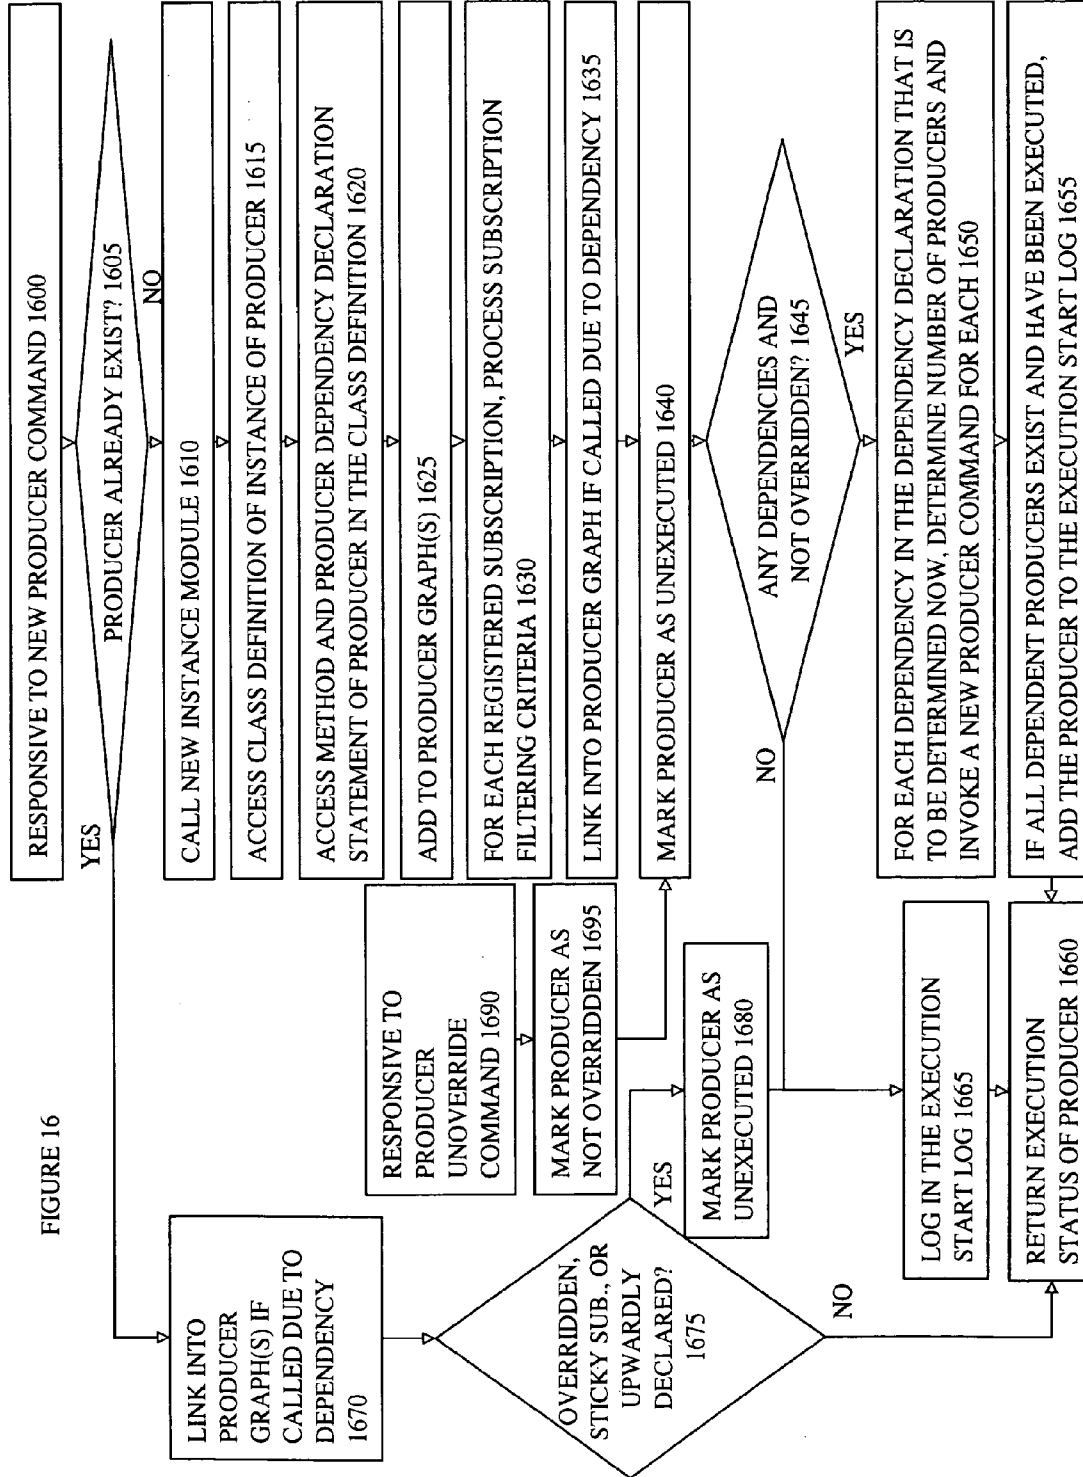 FIGURE 16
RESPONSIVE TO NEW PRODUCER COMMAND 1600
PRODUCER ALREADY EXIST? 1605
YES
NO
CALL NEW INSTANCE MODULE 1610
ACCESS CLASS DEFINITION OF INSTANCE OF PRODUCER 1615
ACCESS METHOD AND PRODUCER DEPENDENCY DECLARATION
STATEMENT OF PRODUCER IN THE CLASS DEFINITION 1620
ADD TO PRODUCER GRAPH(S) 1625
FOR EACH REGISTERED SUBSCRIPTION, PROCESS SUBSCRIPTION
FILTERING CRITERIA 1630
LINK INTO PRODUCER GRAPH IF CALLED DUE TO DEPENDENCY 1635
MARK PRODUCER AS UNEXECUTED 1640
ANY DEPENDENCIES AND
NOT OVERRIDDEN? 1645
NO
YES
FOR EACH DEPENDENCY IN THE DEPENDENCY DECLARATION THAT IS
TO BE DETERMINED NOW, DETERMINE NUMBER OF PRODUCERS AND
INVOKE A NEW PRODUCER COMMAND FOR EACH 1650
IF ALL DEPENDENT PRODUCERS EXIST AND HAVE BEEN EXECUTED,
ADD THE PRODUCER TO THE EXECUTION START LOG 1655
RESPONSIVE TO
PRODUCER
UNOVERRIDE
COMMAND 1690
MARK PRODUCER AS
NOT OVERRIDDEN 1695
LINK INTO
PRODUCER
GRAPH(S) IF
CALLED DUE TO
DEPENDENCY
1670
OVERRIDDEN,
STICKY SUB., OR
UPWARDLY
DECLARED?
1675
YES
NO
MARK PRODUCER AS
UNEXECUTED 1680
LOG IN THE EXECUTION
START LOG 1665
RETURN EXECUTION
STATUS OF PRODUCER 1660